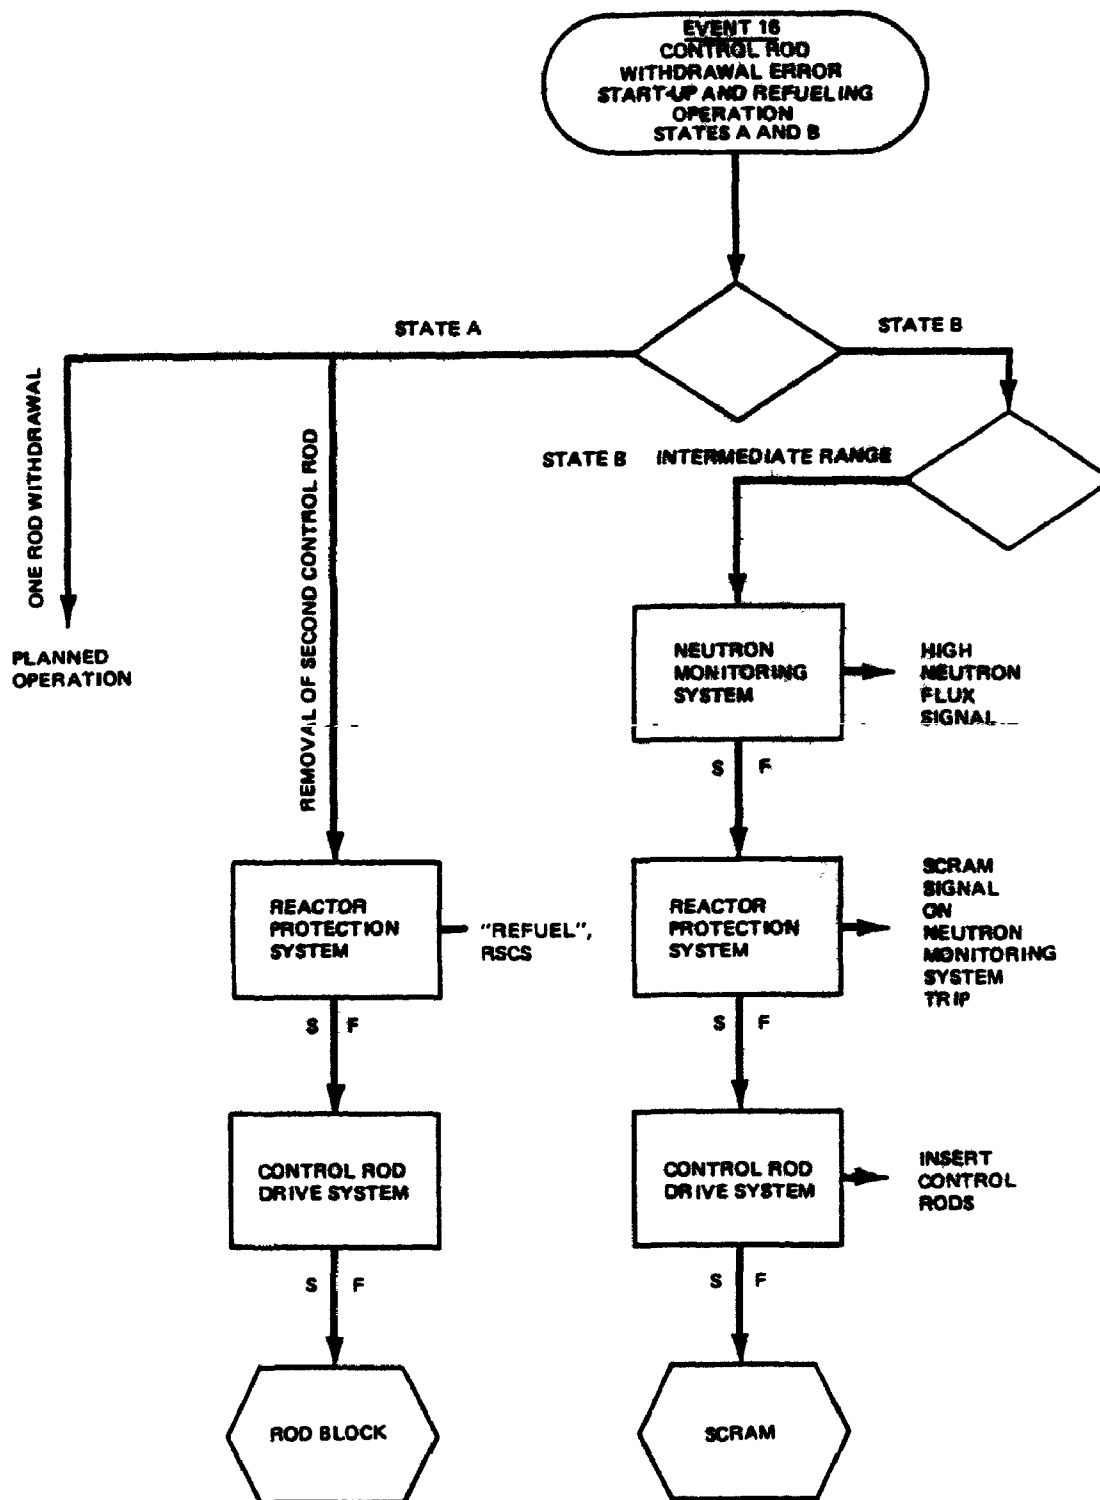 EVENT 16
CONTROL ROD
WITHDRAWAL ERROR
START-UP AND REFUELING
OPERATION
STATES A AND B
STATE A
STATE B
ONE ROD WITHDRAWAL
REMOVAL OF SECOND CONTROL ROD
STATE B INTERMEDIATE RANGE
PLANNED
OPERATION
NEUTRON
MONITORING
SYSTEM
HIGH
NEUTRON
FLUX
SIGNAL
S F
REACTOR
PROTECTION
SYSTEM
"REFUEL",
RSCS
REACTOR
PROTECTION
SYSTEM
SCRAM
SIGNAL
ON
NEUTRON
MONITORING
SYSTEM
TRIP
S F
S F
CONTROL ROD
DRIVE SYSTEM
CONTROL ROD
DRIVE SYSTEM
INSERT
CONTROL
RODS
S F
S F
ROD BLOCK
SCRAM